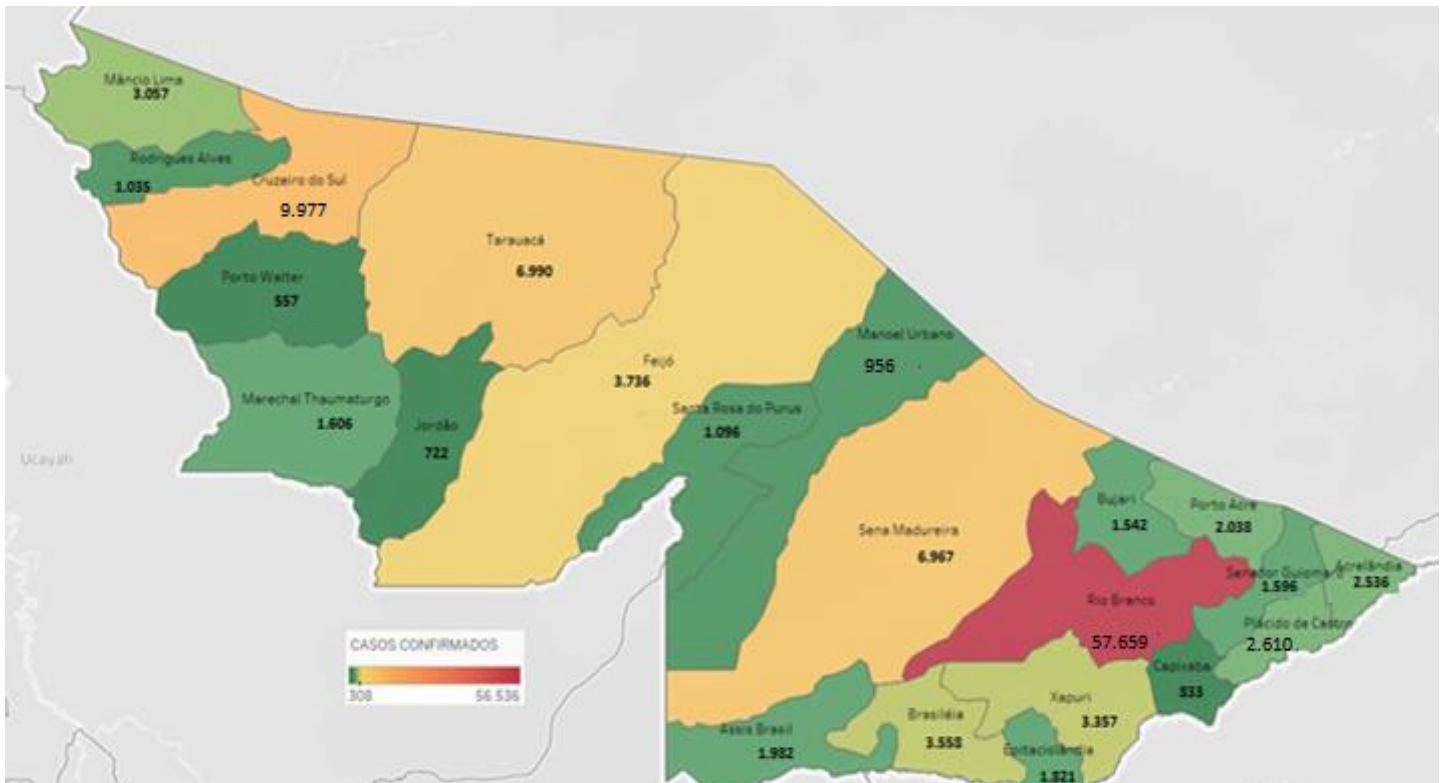 Mâncio Lima
3.057
Rodrigues Alves
1.035
Cruzeiro do Sul
9.977
Tarauacá
6.990
Porto Walter
557
Feijó
3.736
Manoel Urbano
956
Marechal Thaumaturgo
1.606
Jordão
722
Santa Rosa do Purus
1.096
Ucayali
Sena Madureira
6.967
Bujari
1.542
Porto Acre
2.038
Senador Guiomard
1.596
Acrelândia
2.536
Rio Branco
57.659
Plácido de Castro
2.610
Capixaba
833
CASOS CONFIRMADOS
308 56.536
Xapuri
3.357
Brasiléia
3.558
Assis Brasil
1.982
Epitaciolândia
1.821